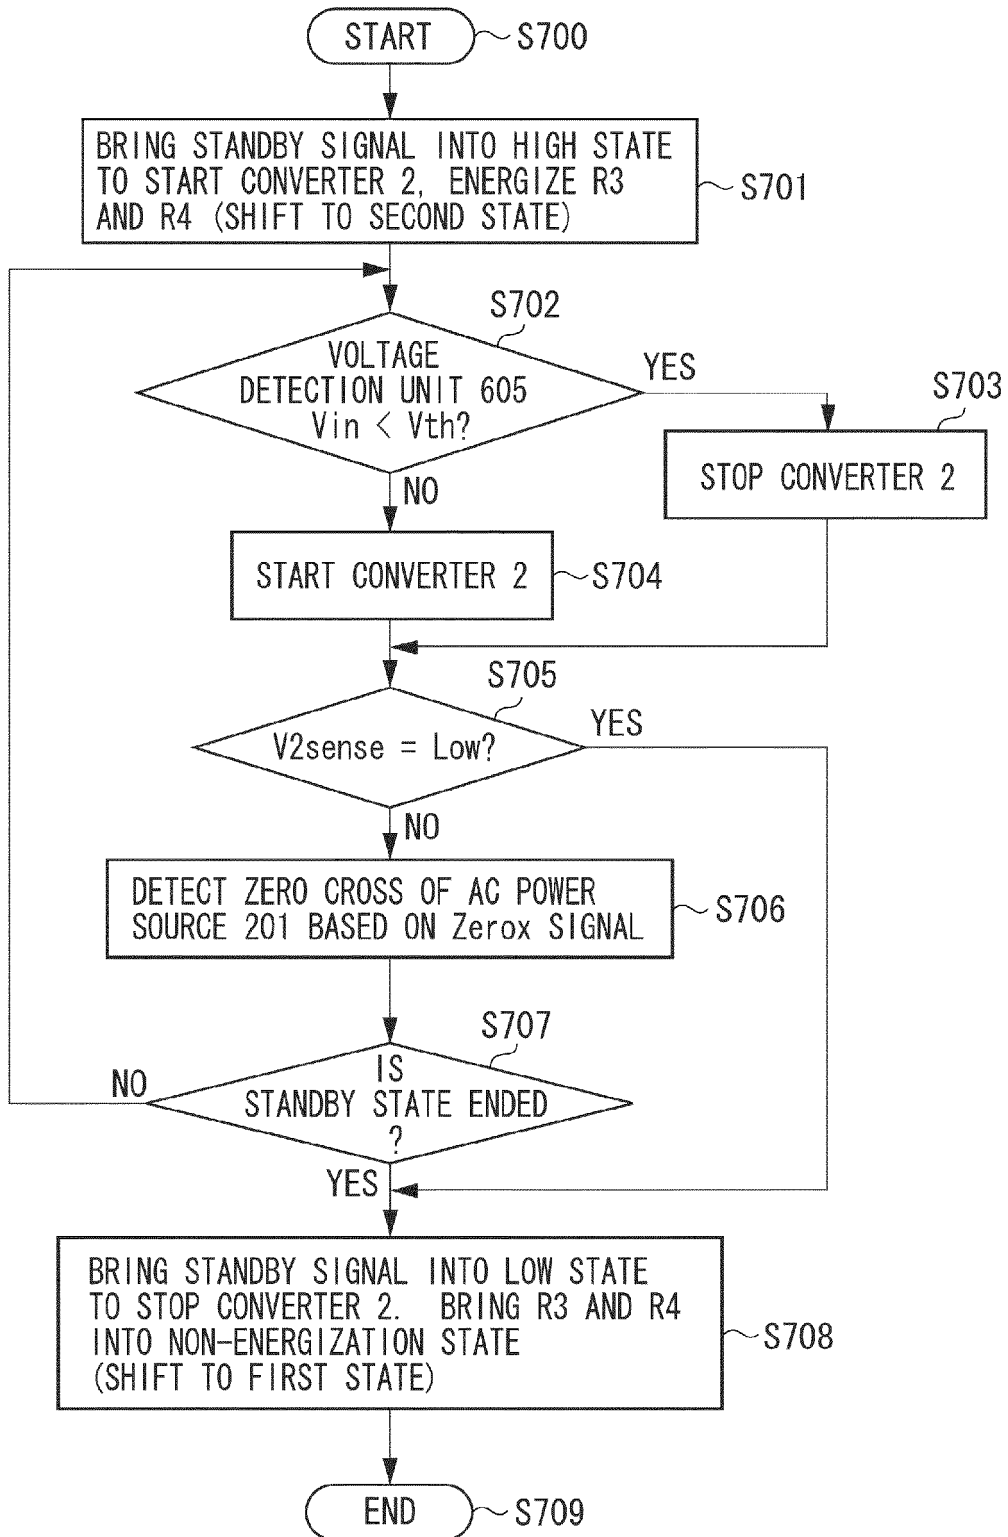 START
S700
BRING STANDBY SIGNAL INTO HIGH STATE
TO START CONVERTER 2, ENERGIZE R3
AND R4 (SHIFT TO SECOND STATE)
S701
S702
VOLTAGE
DETECTION UNIT 605
Vin < Vth?
YES
S703
STOP CONVERTER 2
NO
START CONVERTER 2
S704
S705
V2sense = Low?
YES
NO
DETECT ZERO CROSS OF AC POWER
SOURCE 201 BASED ON Zerox SIGNAL
S706
S707
IS
STANDBY STATE ENDED
?
NO
YES
BRING STANDBY SIGNAL INTO LOW STATE
TO STOP CONVERTER 2. BRING R3 AND R4
INTO NON-ENERGIZATION STATE
(SHIFT TO FIRST STATE)
S708
END
S709